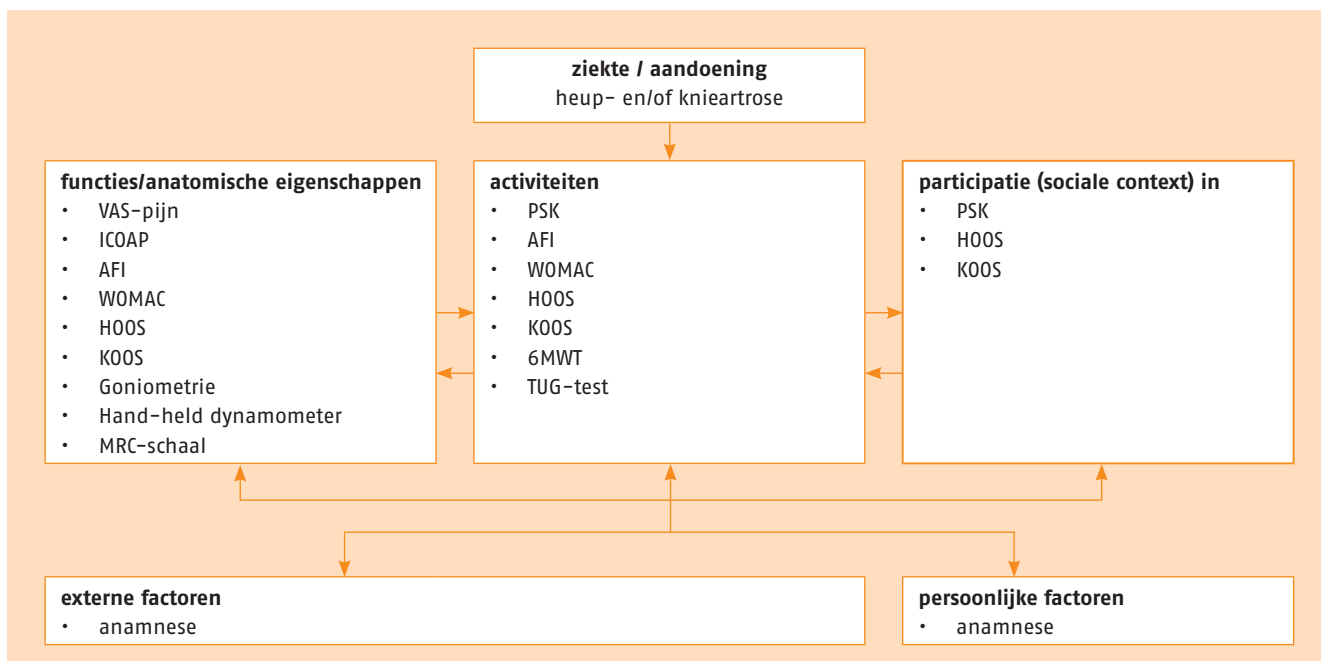 ziekte / aandoening
heup- en/of knieartrose
functies/anatomische eigenschappen
• VAS-pijn
• ICOAP
• AFI
• WOMAC
• HOOS
• KOOS
• Goniometrie
• Hand-held dynamometer
• MRC-schaal
activiteiten
• PSK
• AFI
• WOMAC
• HOOS
• KOOS
• 6MWT
• TUG-test
participatie (sociale context) in
• PSK
• HOOS
• KOOS
externe factoren
• anamnese
persoonlijke factoren
• anamnese